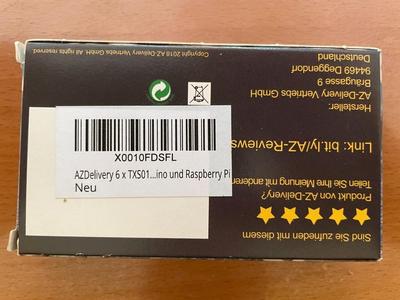 X0010FDSFL
AZDelivery 6 x TXS01...ino und Raspberry Pi
Neu
Sind Sie zufrieden mit diesem
Produkt von AZ-Delivery?
Teilen Sie Ihre Meinung mit anderen
Link: bit.ly/AZ-Reviews
Hersteller:
AZ-Delivery Vertriebs GmbH
Bräugasse 9
94469 Deggendorf
Deutschland
Copyright 2018 AZ-Delivery Vertriebs GmbH. All rights reserved.